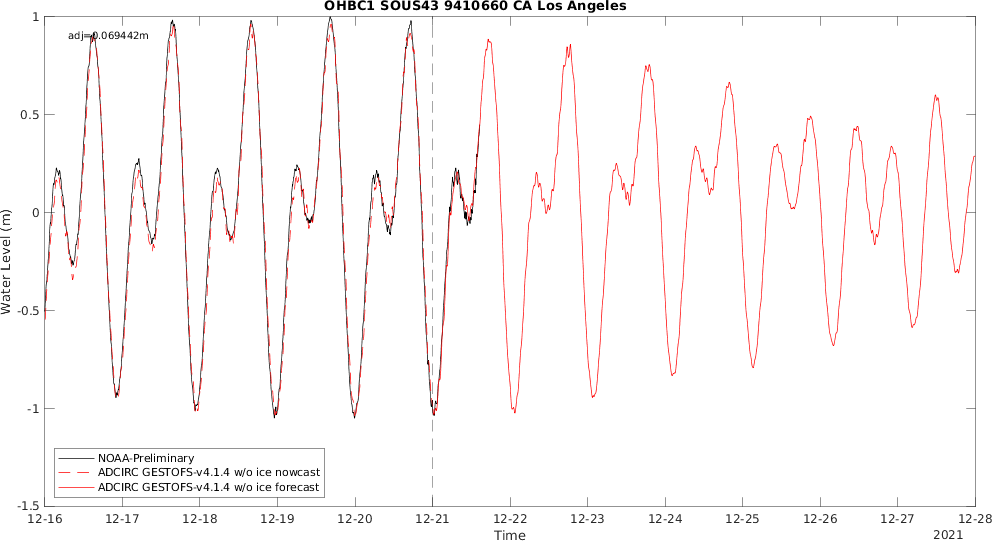 OHBC1 SOUS43 9410660 CA Los Angeles
adj=0.069442m
1
0.5
0
-0.5
-1
-1.5
Water Level (m)
NOAA-Preliminary
ADCIRC GESTOFS-v4.1.4 w/o ice nowcast
ADCIRC GESTOFS-v4.1.4 w/o ice forecast
12-16 12-17 12-18 12-19 12-20 12-21 12-22 12-23 12-24 12-25 12-26 12-27 12-28
Time
2021